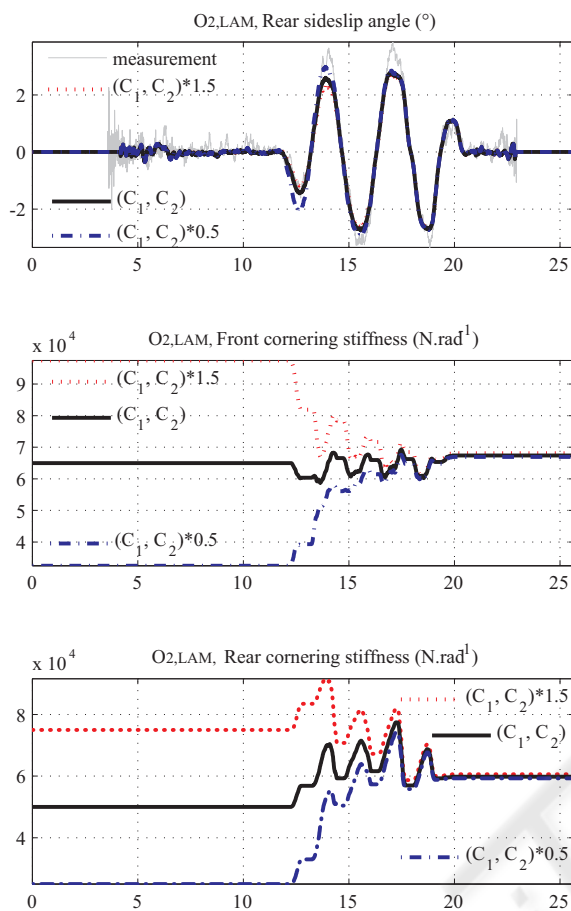 O2,LAM, Rear sideslip angle (°)
measurement
(C1, C2)*1.5
(C1, C2)
(C1, C2)*0.5
2
0
-2
0 5 10 15 20 25
O2,LAM, Front cornering stiffness (N.rad-1)
x 10^4
(C1, C2)*1.5
(C1, C2)
(C1, C2)*0.5
9
8
7
6
5
4
0 5 10 15 20 25
O2,LAM, Rear cornering stiffness (N.rad-1)
x 10^4
(C1, C2)*1.5
(C1, C2)
(C1, C2)*0.5
8
6
4
0 5 10 15 20 25